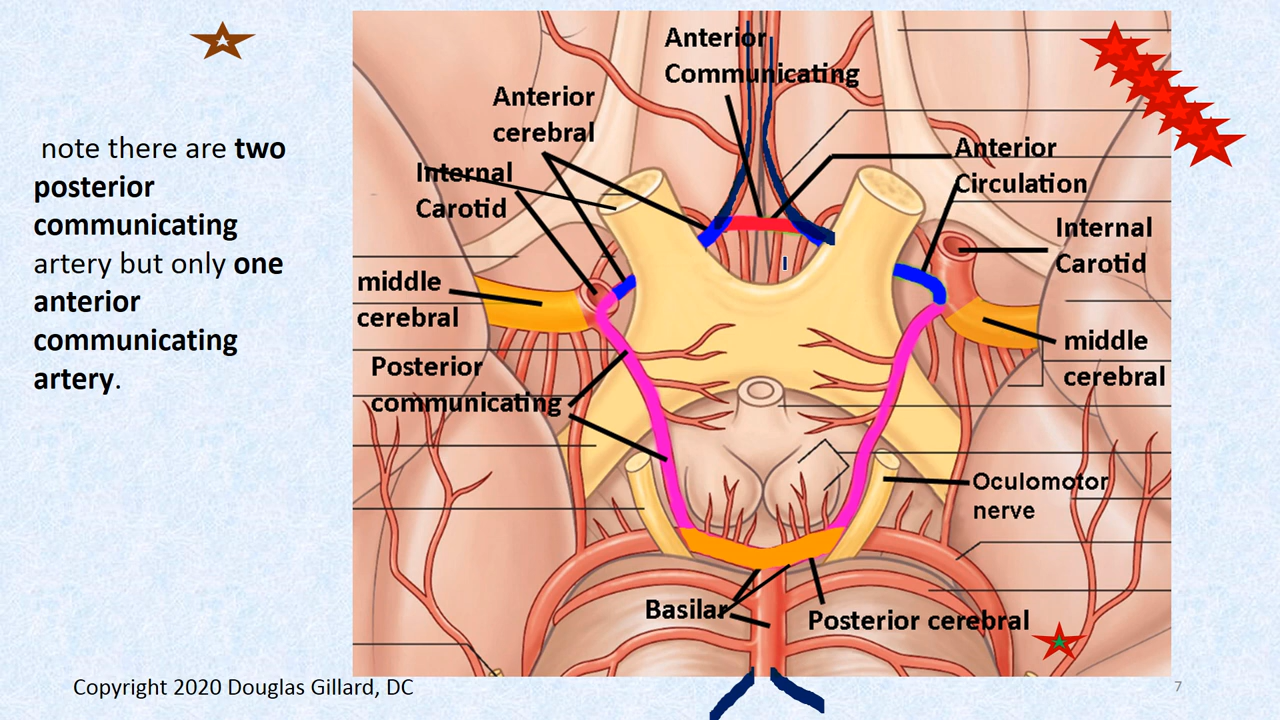 note there are two
posterior
communicating
artery but only one
anterior
communicating
artery.
Anterior
Communicating
Anterior
cerebral
Internal
Carotid
Anterior
Circulation
Internal
Carotid
middle
cerebral
middle
cerebral
Posterior
communicating
Oculomotor
nerve
Basilar
Posterior cerebral
Copyright 2020 Douglas Gillard, DC
7